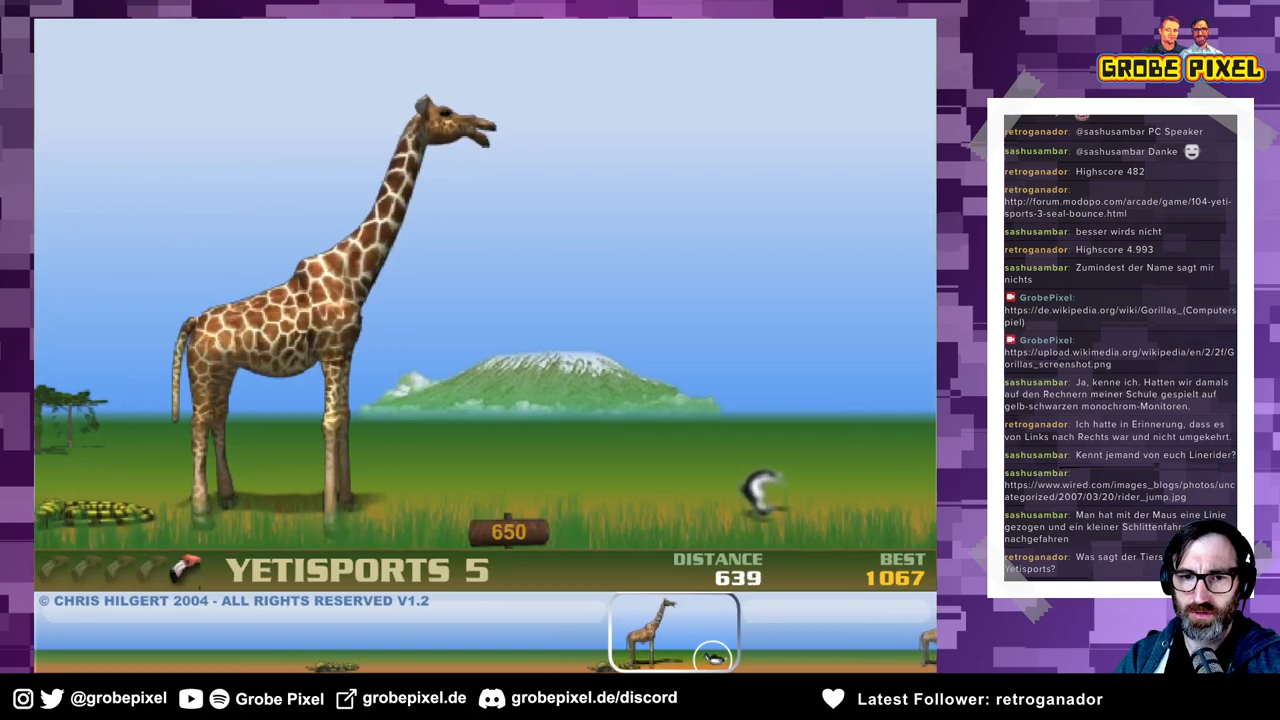 GROBE PIXEL
retroganador: @sashusambar PC Speaker
sashusambar: @sashusambar Danke
retroganador: Highscore 482
retroganador:
http://forum.modopo.com/arcade/game/104-yeti-
sports-3-seal-bounce.html
sashusambar: besser wirds nicht
retroganador: Highscore 4.993
sashusambar: Zumindest der Name sagt mir
nichts
GrobePixel:
https://de.wikipedia.org/wiki/Gorillas_(Computers
piel)
GrobePixel:
https://upload.wikimedia.org/wikipedia/en/2/2f/G
orillas_screenshot.png
sashusambar: Ja, kenne ich. Hatten wir damals
auf den Rechnern meiner Schule gespielt auf
gelb-schwarzen monochrom-Monitoren.
retroganador: Ich hatte in Erinnerung, dass es
von Links nach Rechts war und nicht umgekehrt.
sashusambar: Kennt jemand von euch Linerider?
sashusambar:
https://www.wired.com/images_blogs/photos/unc
ategorized/2007/03/20/rider_jump.jpg
sashusambar: Man hat mit der Maus eine Linie
gezogen und ein kleiner
nachgefahren
retroganador: Was sagt der
Yetisports?
650
YETISPORTS 5
DISTANCE
639
BEST
1067
© CHRIS HILGERT 2004 - ALL RIGHTS RESERVED V1.2
@grobepixel
Grobe Pixel
grobepixel.de
grobepixel.de/discord
Latest Follower: retroganador